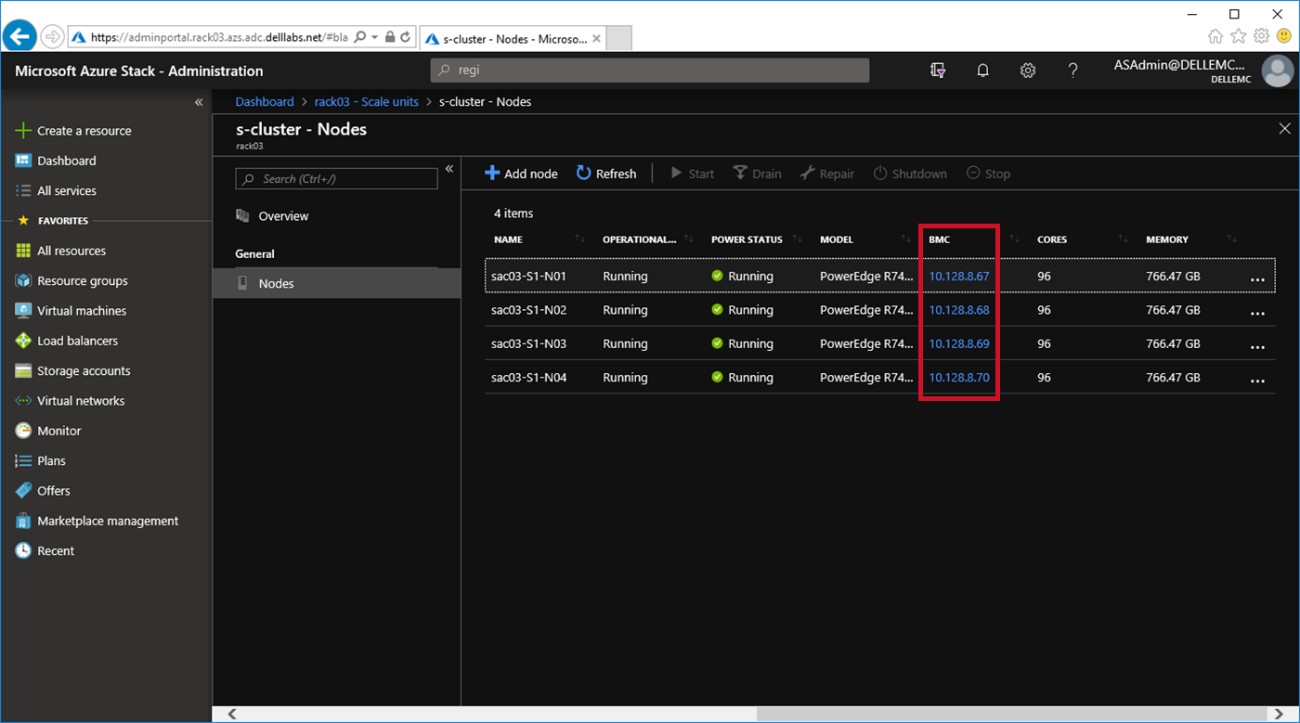 https://adminportal.rack03.azs.adc.delllabs.net/#bla
s-cluster - Nodes - Microso...
Microsoft Azure Stack - Administration
regi
ASAdmin@DELLEMC...
DELLEMC
Dashboard > rack03 - Scale units > s-cluster - Nodes
s-cluster - Nodes
rack03
Create a resource
Dashboard
All services
FAVORITES
All resources
Resource groups
Virtual machines
Load balancers
Storage accounts
Virtual networks
Monitor
Plans
Offers
Marketplace management
Recent
Search (Ctrl+/)
Overview
General
Nodes
Add node Refresh Start Drain Repair Shutdown Stop
4 items
NAME OPERATIONAL... POWER STATUS MODEL BMC CORES MEMORY
sac03-S1-N01 Running Running PowerEdge R74... 10.128.8.67 96 766.47 GB ...
sac03-S1-N02 Running Running PowerEdge R74... 10.128.8.68 96 766.47 GB ...
sac03-S1-N03 Running Running PowerEdge R74... 10.128.8.69 96 766.47 GB ...
sac03-S1-N04 Running Running PowerEdge R74... 10.128.8.70 96 766.47 GB ...